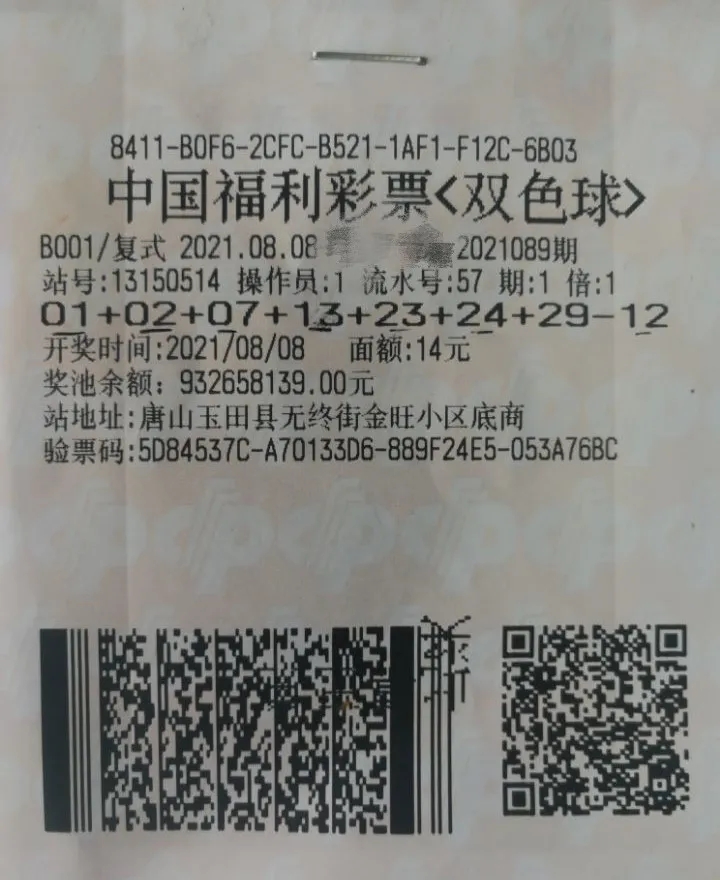 8411-B0F6-2CFC-B521-1AF1-F12C-6B03
中国福利彩票<双色球>
B001/复式 2021.08.08 2021089期
站号:13150514 操作员:1 流水号:57 期:1 倍:1
01+02+07+13+23+24+29-12
开奖时间:2021/08/08 面额:14元
奖池余额: 932658139.00元
站地址:唐山玉田县无终街金旺小区底商
验票码:5D84537C-A70133D6-889F24E5-053A76BC